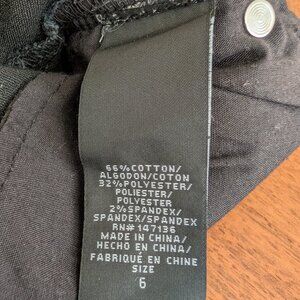 66%COTTON/
ALGODON/COTON
32%POLYESTER/
POLIESTER/
POLYESTER
2%SPANDEX/
SPANDEX/SPANDEX
RN#147136
MADE IN CHINA/
HECHO EN CHINA/
FABRIQUÉ EN CHINE
SIZE
6